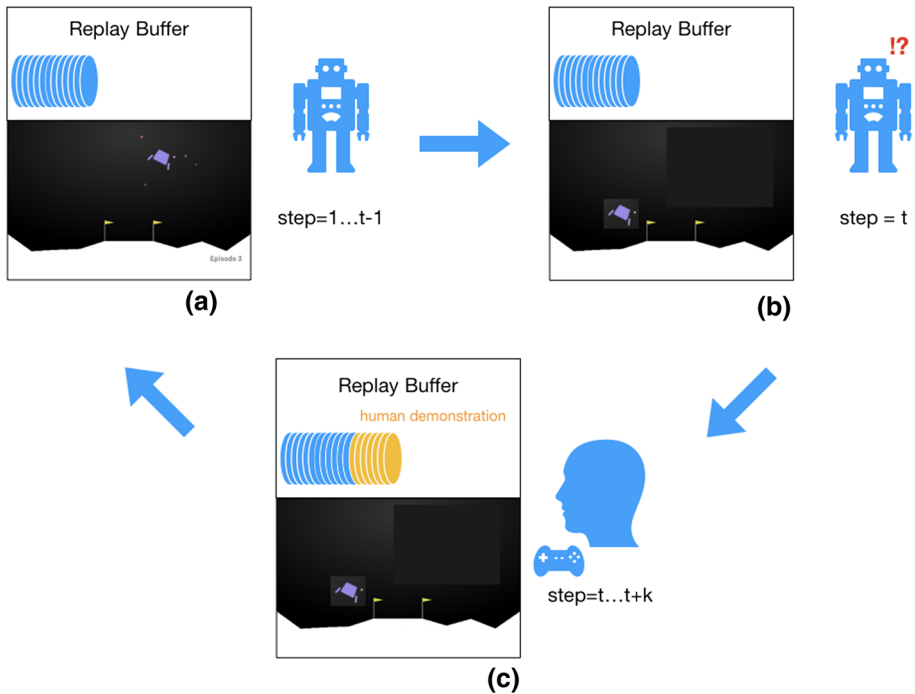 Replay Buffer
step=1...t-1
Episode 3
(a)
Replay Buffer
!?
step = t
(b)
Replay Buffer
human demonstration
step=t...t+k
(c)